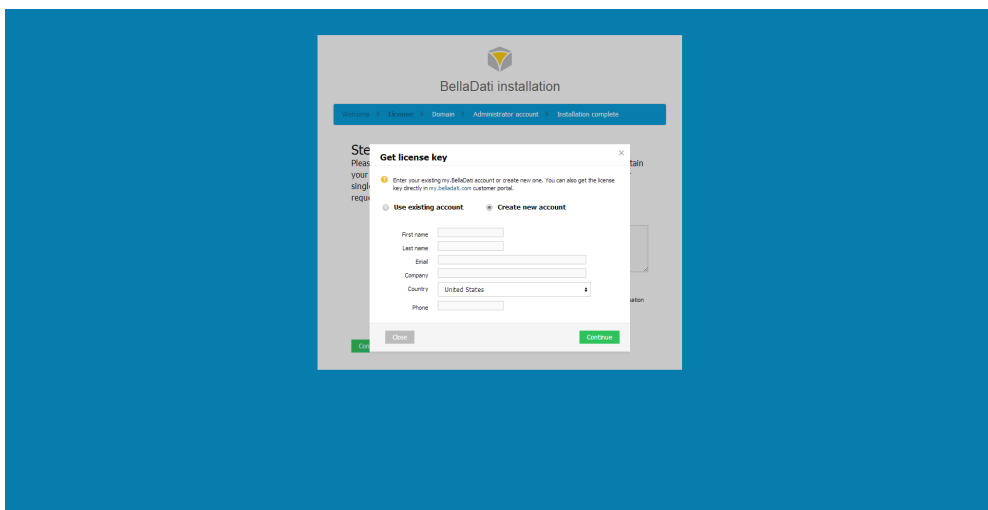 BellaDati installation
Welcome License Domain Administrator account Installation complete
Ste
Get license key ×
Pleas tain
your
singl
requ
Enter your existing my.BellaDati account or create new one. You can also get the license
key directly in my.belladati.com customer portal.
Use existing account Create new account
First name
Last name
Email
Company
Country United States
Phone
Close Continue
Con